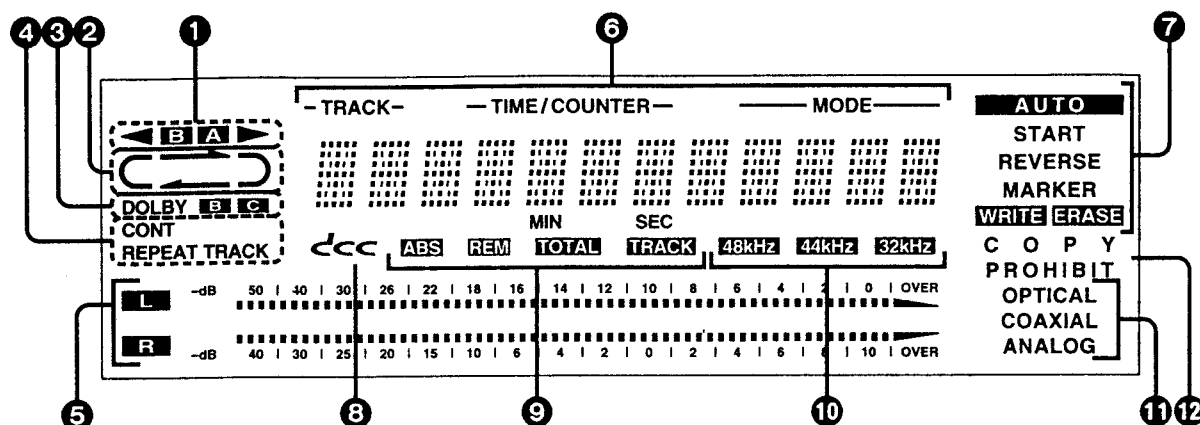 4 3 2 1 6 7
- TRACK - - TIME/COUNTER - MODE
AUTO
START
REVERSE
MARKER
WRITE ERASE
B A
DOLBY B C
CONT
REPEAT TRACK
MIN SEC
dcc ABS REM TOTAL TRACK 48kHz 44kHz 32kHz
COPY
PROHIBIT
OPTICAL
COAXIAL
ANALOG
L -dB 50 | 40 | 30 | 26 | 22 | 18 | 16 | 14 | 12 | 10 | 8 | 6 | 4 | 2 | 0 | OVER
R -dB 40 | 30 | 25 | 20 | 15 | 10 | 6 | 4 | 2 | 0 | 2 | 4 | 6 | 8 | 10 | OVER
5 8 9 10 11 12